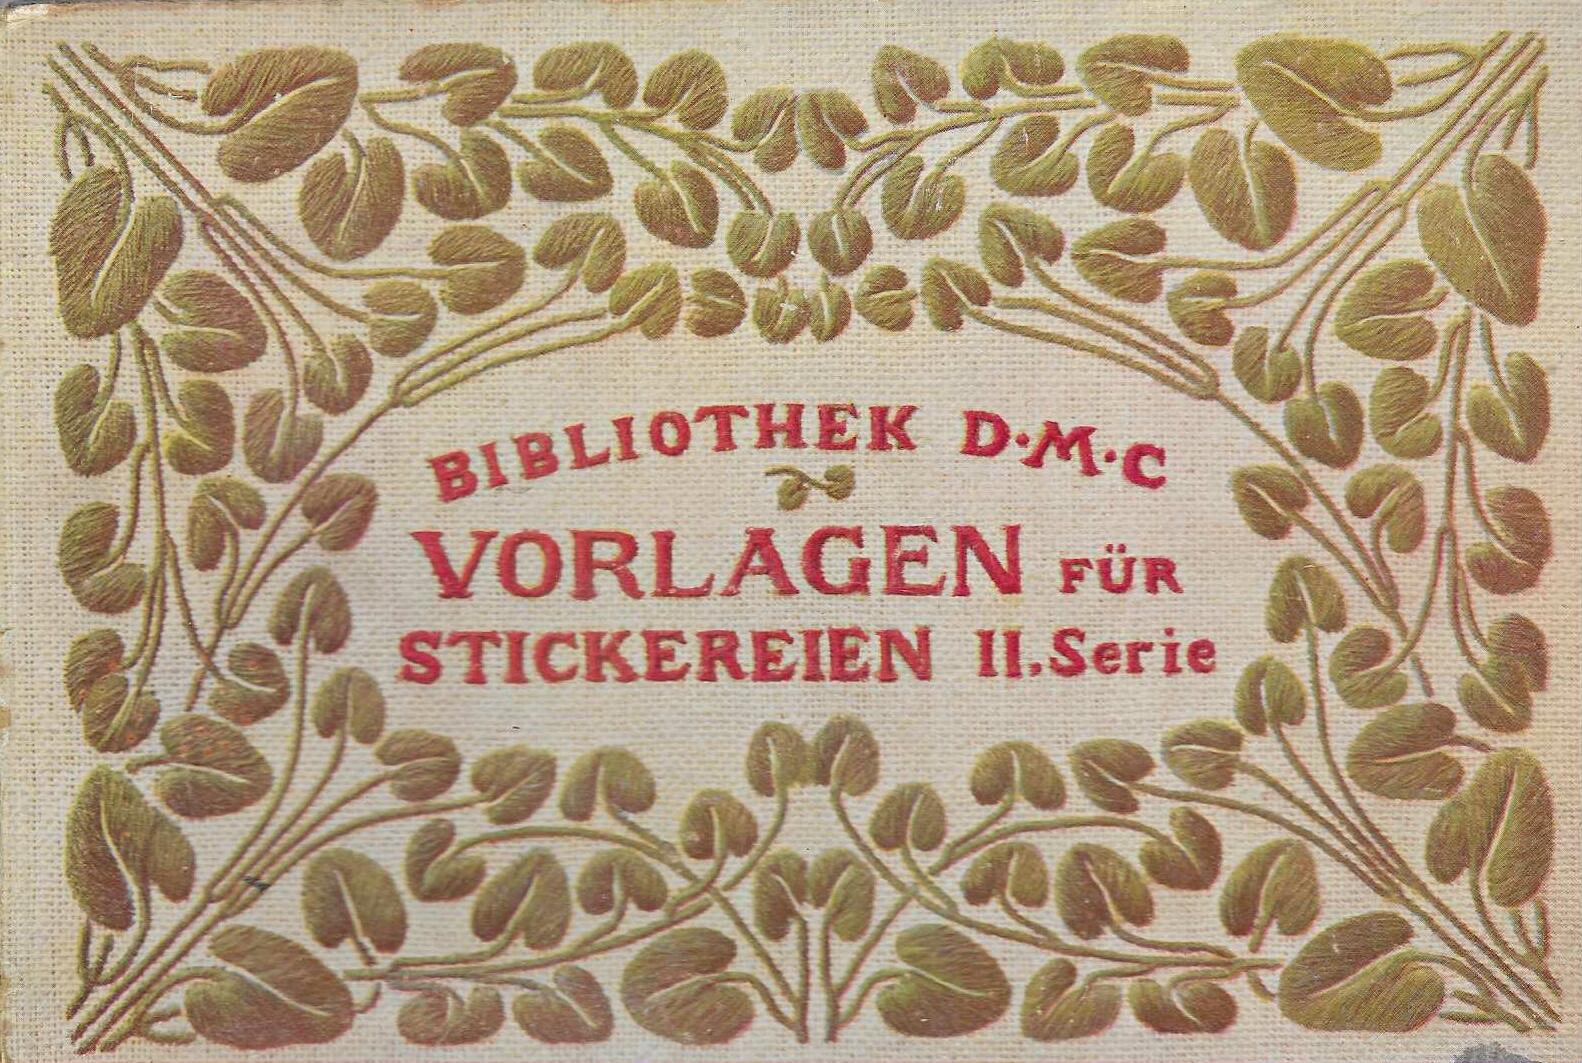 BIBLIOTHEK D·M·C
VORLAGEN FÜR
STICKEREIEN II. Serie